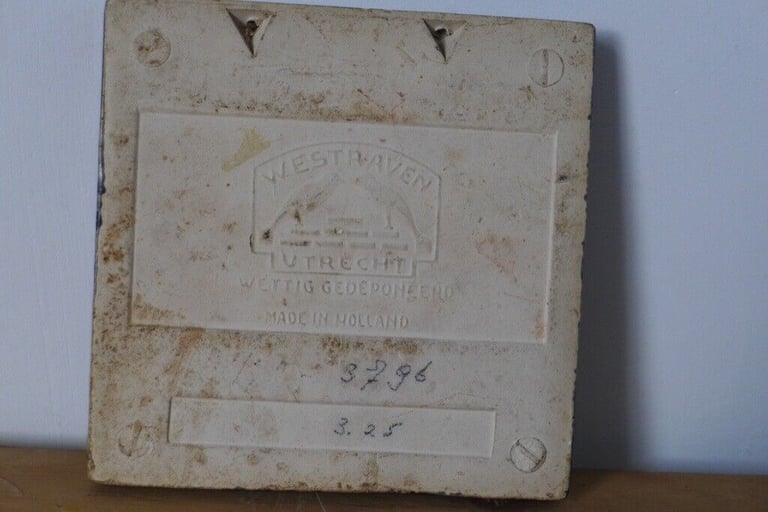 WESTRAVEN
UTRECHT
WETTIG GEDEPONEERD
MADE IN HOLLAND
3796
3.25